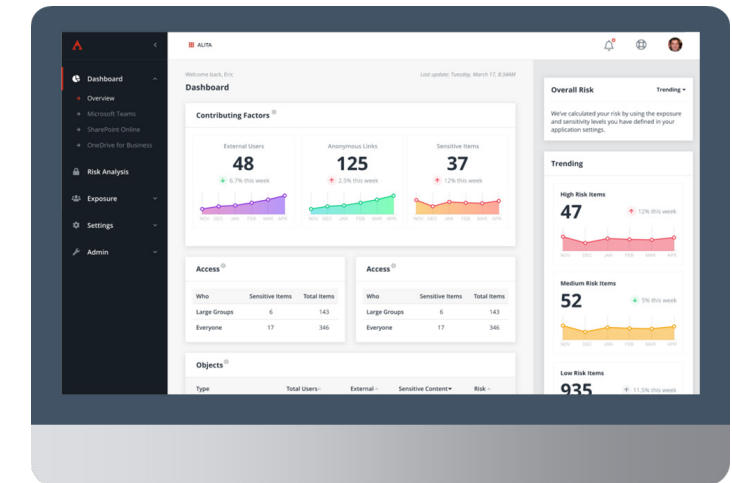 ALITA
Dashboard
Overview
Microsoft Teams
SharePoint Online
OneDrive for Business
Risk Analysis
Exposure
Settings
Admin
Welcome back, Eric
Last update: Tuesday, March 17, 8:34AM
Dashboard
Contributing Factors
External Users
48
6.7% this week
NOV DEC JAN FEB MAR APR
Anonymous Links
125
2.5% this week
NOV DEC JAN FEB MAR APR
Sensitive Items
37
12% this week
NOV DEC JAN FEB MAR APR
Access
Who Sensitive Items Total Items
Large Groups 6 143
Everyone 17 346
Access
Who Sensitive Items Total Items
Large Groups 6 143
Everyone 17 346
Objects
Type Total Users External Sensitive Content Risk
Overall Risk Trending
We've calculated your risk by using the exposure
and sensitivity levels you have defined in your
application settings.
Trending
High Risk Items
47
12% this week
NOV DEC JAN FEB MAR APR
Medium Risk Items
52
5% this week
NOV DEC JAN FEB MAR APR
Low Risk Items
935
11.5% this week